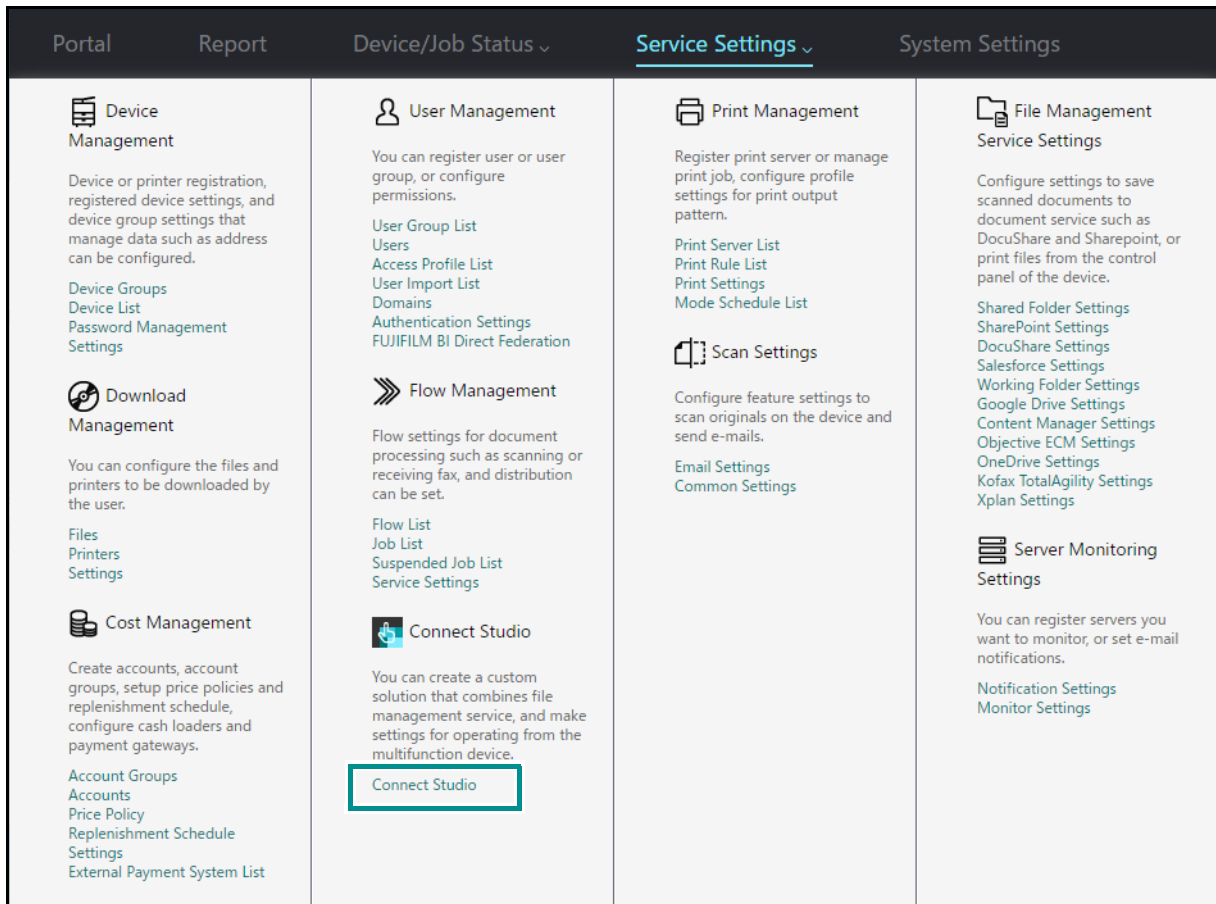 Portal
Report
Device/Job Status
Service Settings
System Settings
Device
Management
Device or printer registration,
registered device settings, and
device group settings that
manage data such as address
can be configured.
Device Groups
Device List
Password Management
Settings
Download
Management
You can configure the files and
printers to be downloaded by
the user.
Files
Printers
Settings
Cost Management
Create accounts, account
groups, setup price policies and
replenishment schedule,
configure cash loaders and
payment gateways.
Account Groups
Accounts
Price Policy
Replenishment Schedule
Settings
External Payment System List
User Management
You can register user or user
group, or configure
permissions.
User Group List
Users
Access Profile List
User Import List
Domains
Authentication Settings
FUJIFILM BI Direct Federation
Flow Management
Flow settings for document
processing such as scanning or
receiving fax, and distribution
can be set.
Flow List
Job List
Suspended Job List
Service Settings
Connect Studio
You can create a custom
solution that combines file
management service, and make
settings for operating from the
multifunction device.
Connect Studio
Print Management
Register print server or manage
print job, configure profile
settings for print output
pattern.
Print Server List
Print Rule List
Print Settings
Mode Schedule List
Scan Settings
Configure feature settings to
scan originals on the device and
send e-mails.
Email Settings
Common Settings
File Management
Service Settings
Configure settings to save
scanned documents to
document service such as
DocuShare and Sharepoint, or
print files from the control
panel of the device.
Shared Folder Settings
SharePoint Settings
DocuShare Settings
Salesforce Settings
Working Folder Settings
Google Drive Settings
Content Manager Settings
Objective ECM Settings
OneDrive Settings
Kofax TotalAgility Settings
Xplan Settings
Server Monitoring
Settings
You can register servers you
want to monitor, or set e-mail
notifications.
Notification Settings
Monitor Settings